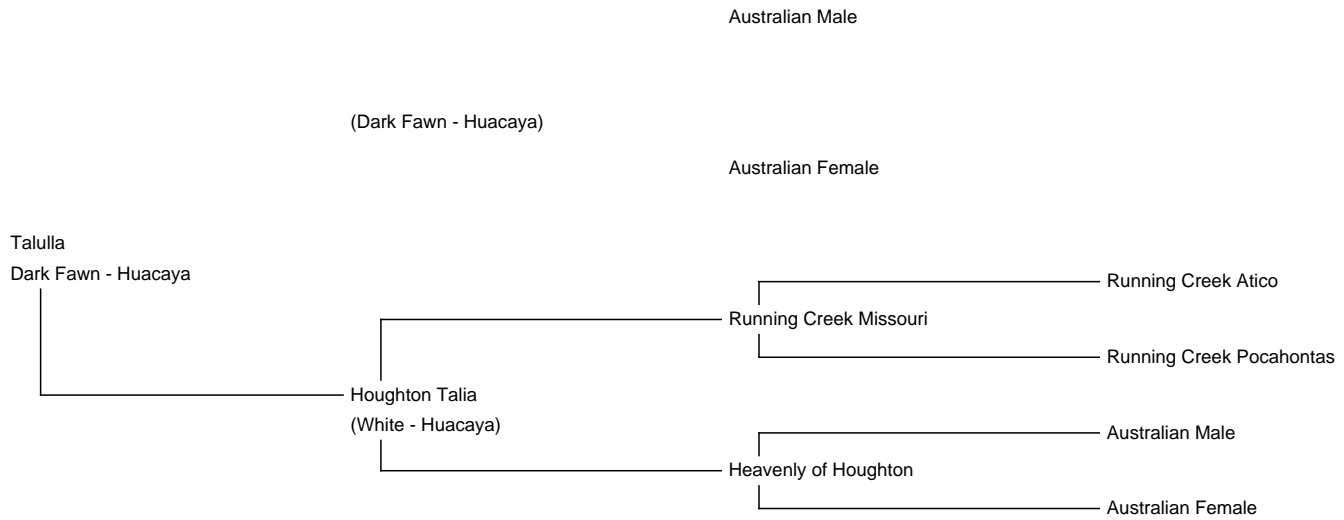 Australian Male
(Dark Fawn - Huacaya)
Australian Female
Talulla
Dark Fawn - Huacaya
Running Creek Atico
Running Creek Missouri
Running Creek Pocahontas
Houghton Talia
(White - Huacaya)
Australian Male
Heavenly of Houghton
Australian Female